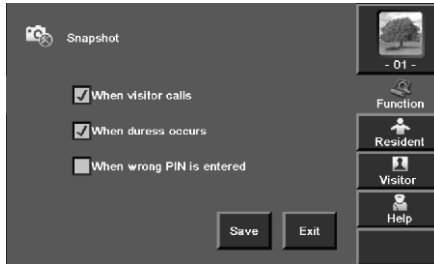 Snapshot
When visitor calls
When duress occurs
When wrong PIN is entered
Save
Exit
- 01 -
Function
Resident
Visitor
Help